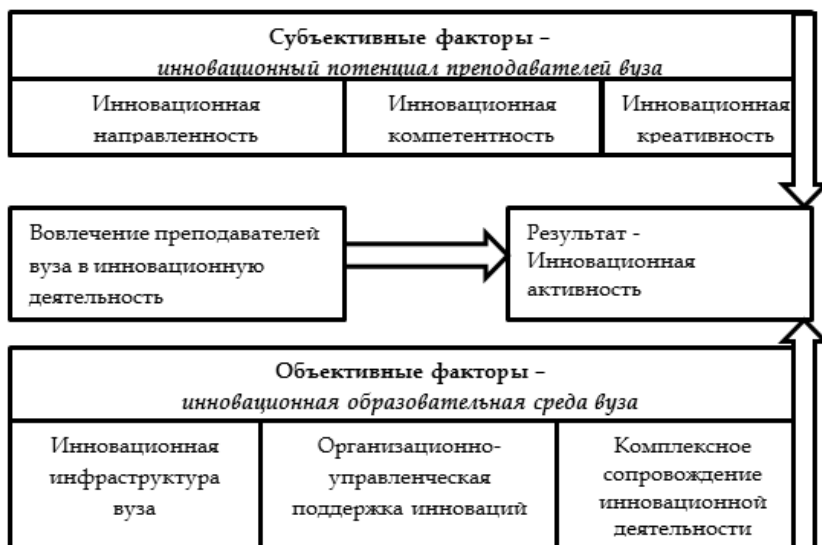 Субъективные факторы –
инновационный потенциал преподавателей вуза
Инновационная
направленность
Инновационная
компетентность
Инновационная
креативность
Вовлечение преподавателей
вуза в инновационную
деятельность
Результат -
Инновационная
активность
Объективные факторы –
инновационная образовательная среда вуза
Инновационная
инфраструктура
вуза
Организационно-
управленческая
поддержка инноваций
Комплексное
сопровождение
инновационной
деятельности